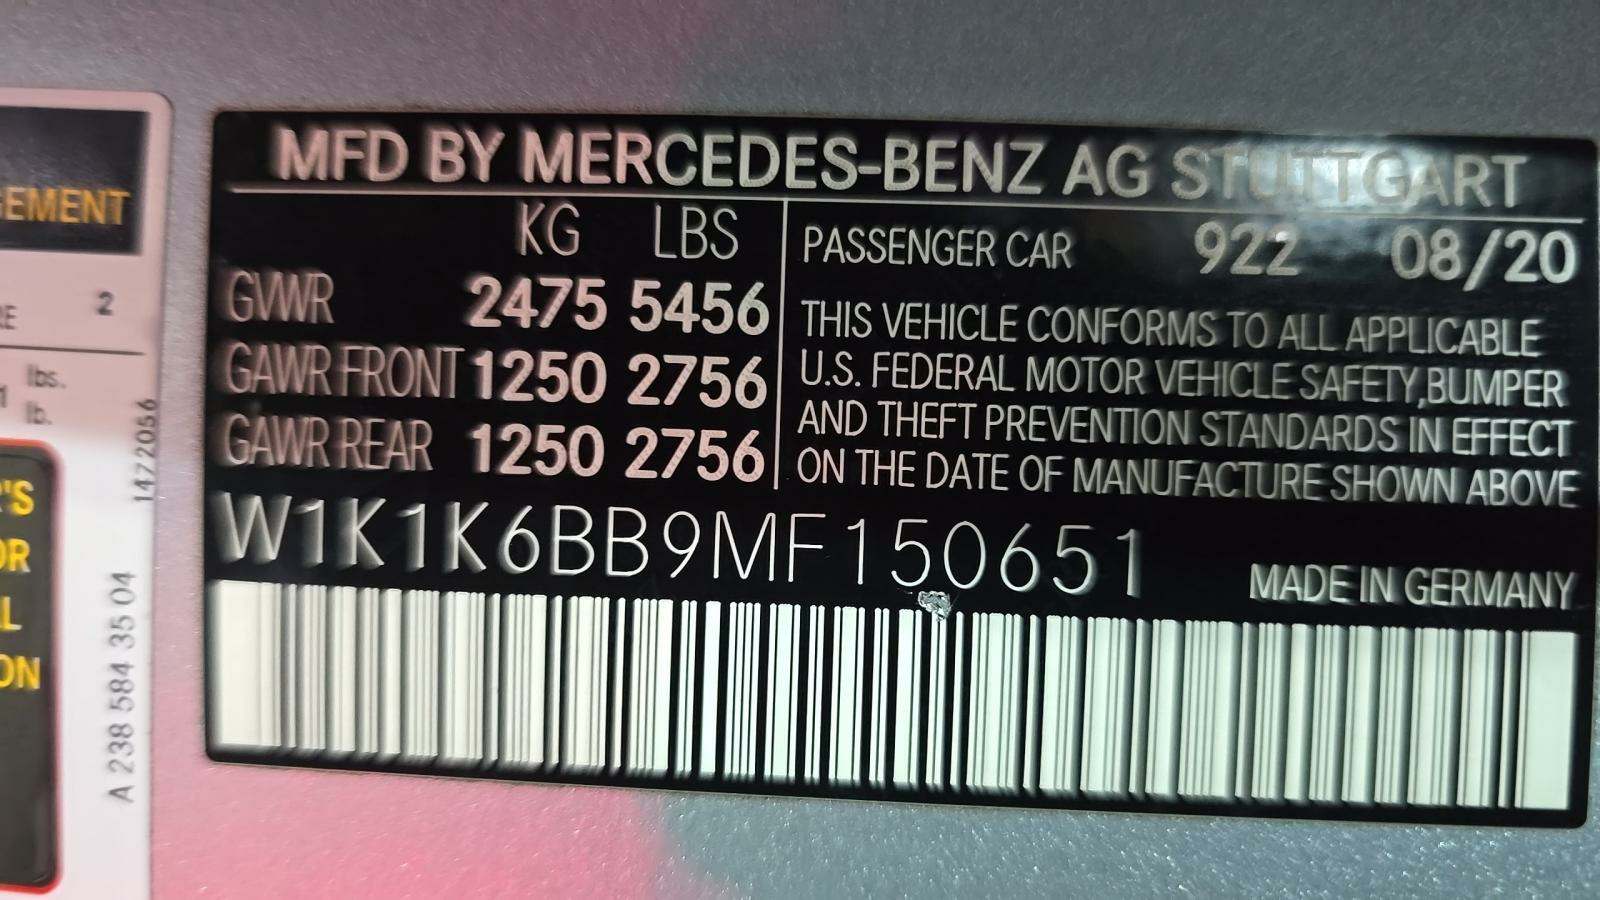 MFD BY MERCEDES-BENZ AG STUTTGART
KG LBS
GVWR 2475 5456
GAWR FRONT 1250 2756
GAWR REAR 1250 2756
PASSENGER CAR 922 08/20
THIS VEHICLE CONFORMS TO ALL APPLICABLE
U.S. FEDERAL MOTOR VEHICLE SAFETY,BUMPER
AND THEFT PREVENTION STANDARDS IN EFFECT
ON THE DATE OF MANUFACTURE SHOWN ABOVE
W1K1K6BB9MF150651
MADE IN GERMANY
2
lbs.
lb.
1472056
A 238 584 35 04